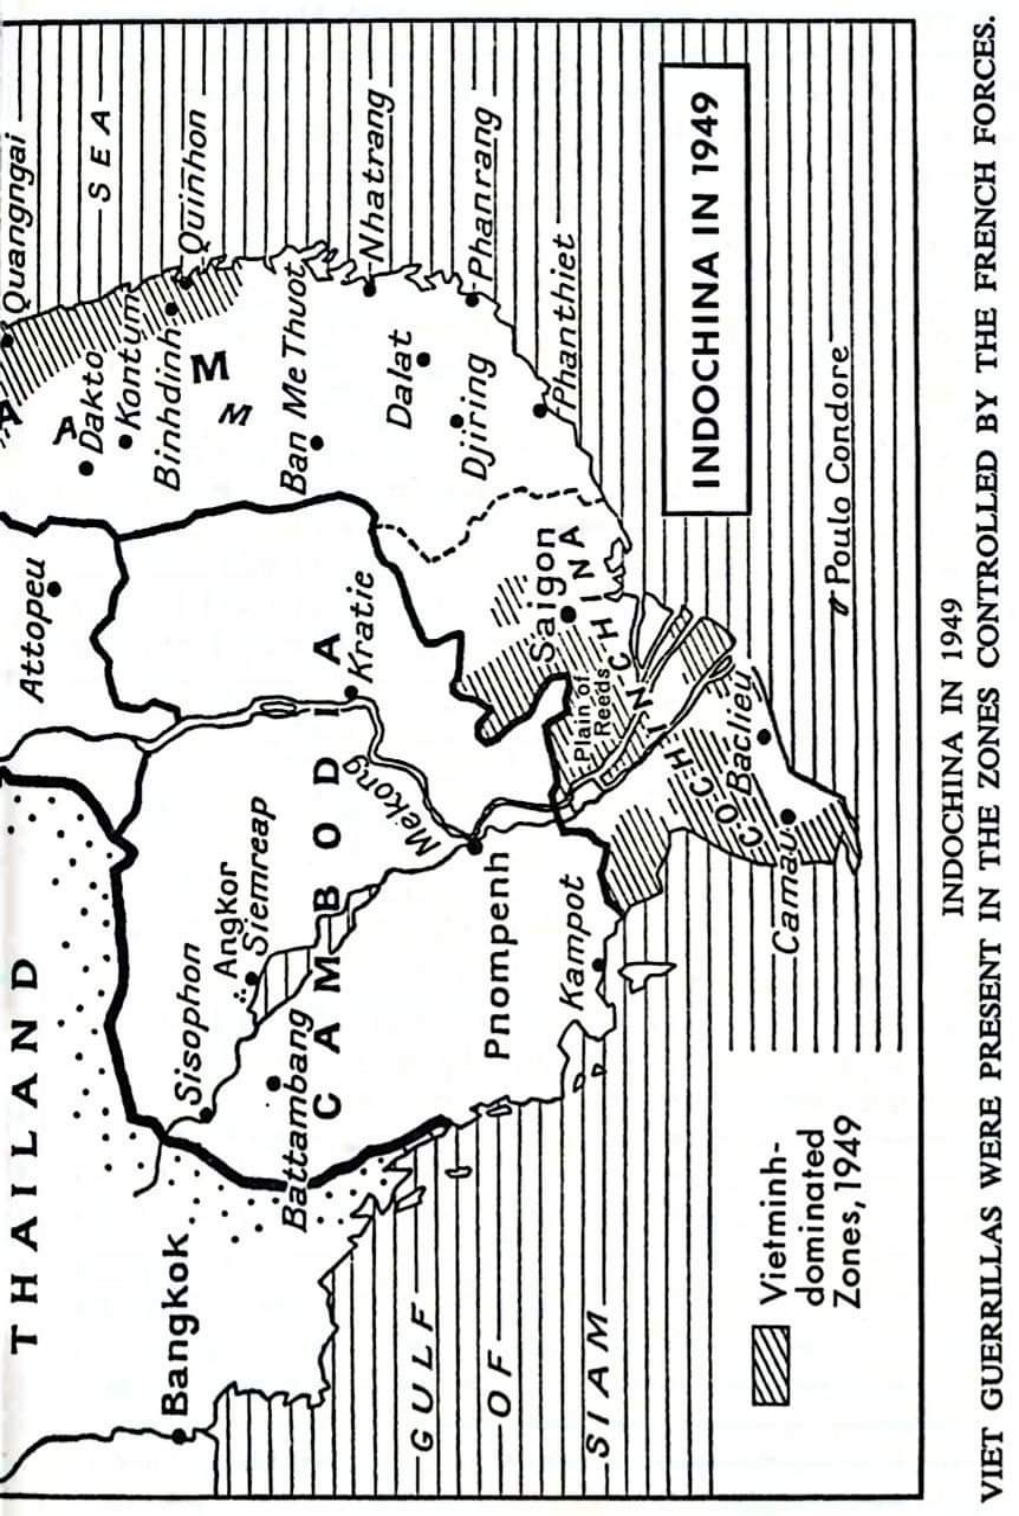 THAILAND
Bangkok
Sisophon
Angkor
Siemreap
Battambang
CAMBODIA
Attopeu
Kratie
Mekong
Pnompenh
Kampot
Quangngai
SEA
Dakto
Kontum
Binhdinh
Quinhon
A
M
M
Ban Me Thuot
Nhatrang
Dalat
Djiring
Phanrang
Phanthiet
Saigon
Plain of
Reeds
COCHINCHINA
Baclieu
Camau
Poulo Condore
GULF
OF
SIAM
Vietminh-
dominated
Zones, 1949
INDOCHINA IN 1949
INDOCHINA IN 1949
VIET GUERRILLAS WERE PRESENT IN THE ZONES CONTROLLED BY THE FRENCH FORCES.